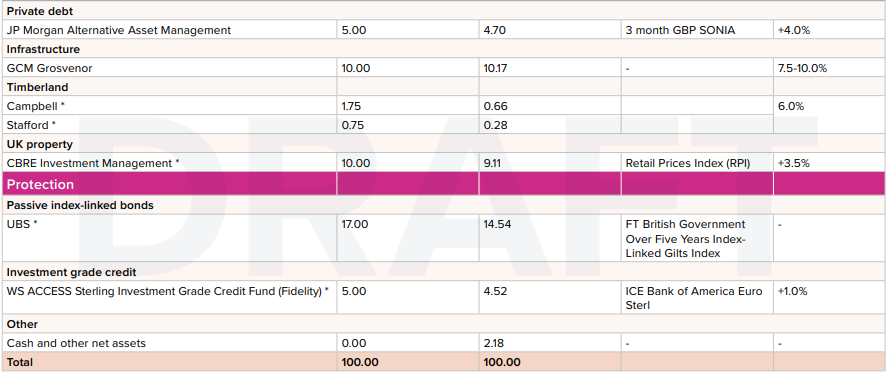 Private debt
JP Morgan Alternative Asset Management 5.00 4.70 3 month GBP SONIA +4.0%
Infrastructure
GCM Grosvenor 10.00 10.17 - 7.5-10.0%
Timberland
Campbell * 1.75 0.66 6.0%
Stafford * 0.75 0.28
UK property
CBRE Investment Management * 10.00 9.11 Retail Prices Index (RPI) +3.5%
Protection
Passive index-linked bonds
UBS * 17.00 14.54 FT British Government -
Over Five Years Index-
Linked Gilts Index
Investment grade credit
WS ACCESS Sterling Investment Grade Credit Fund (Fidelity) * 5.00 4.52 ICE Bank of America Euro +1.0%
Sterl
Other
Cash and other net assets 0.00 2.18 - -
Total 100.00 100.00
DRAFT